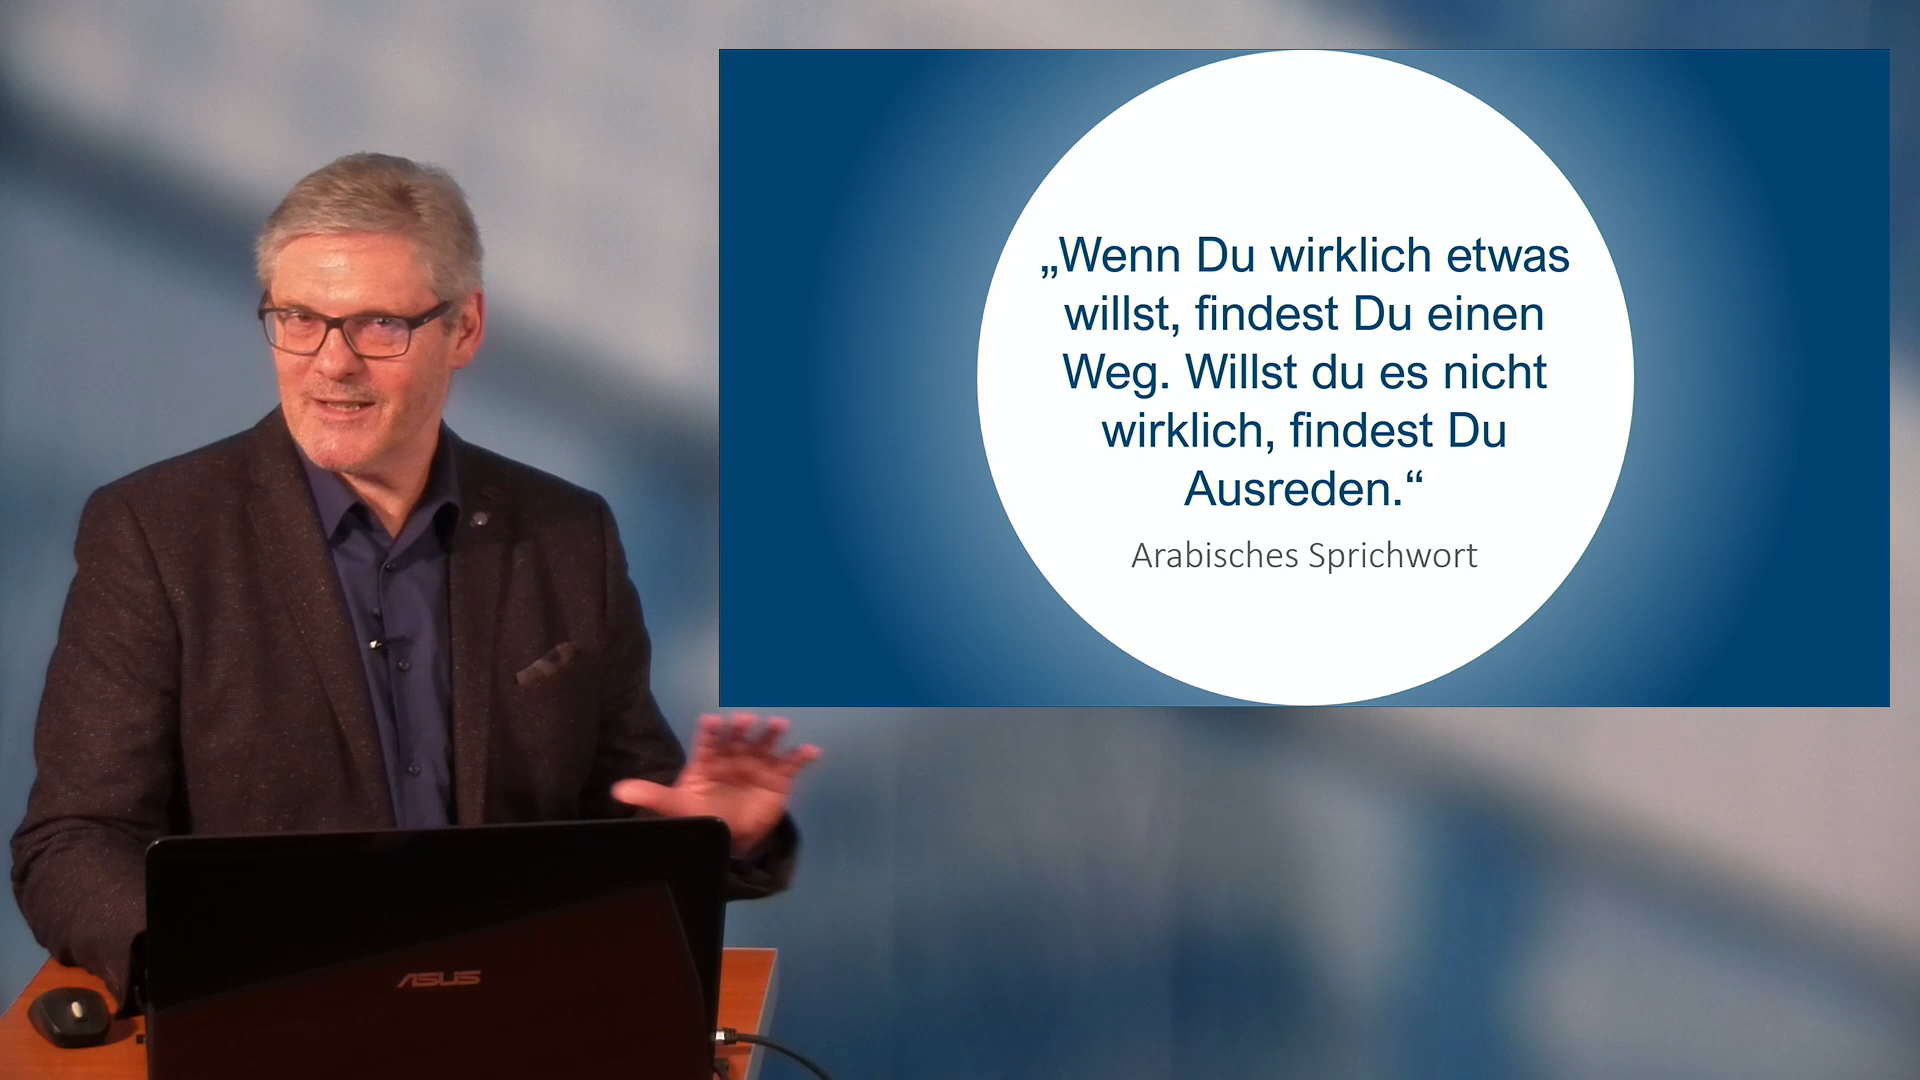 „Wenn Du wirklich etwas
willst, findest Du einen
Weg. Willst du es nicht
wirklich, findest Du
Ausreden.“
Arabisches Sprichwort
ASUS